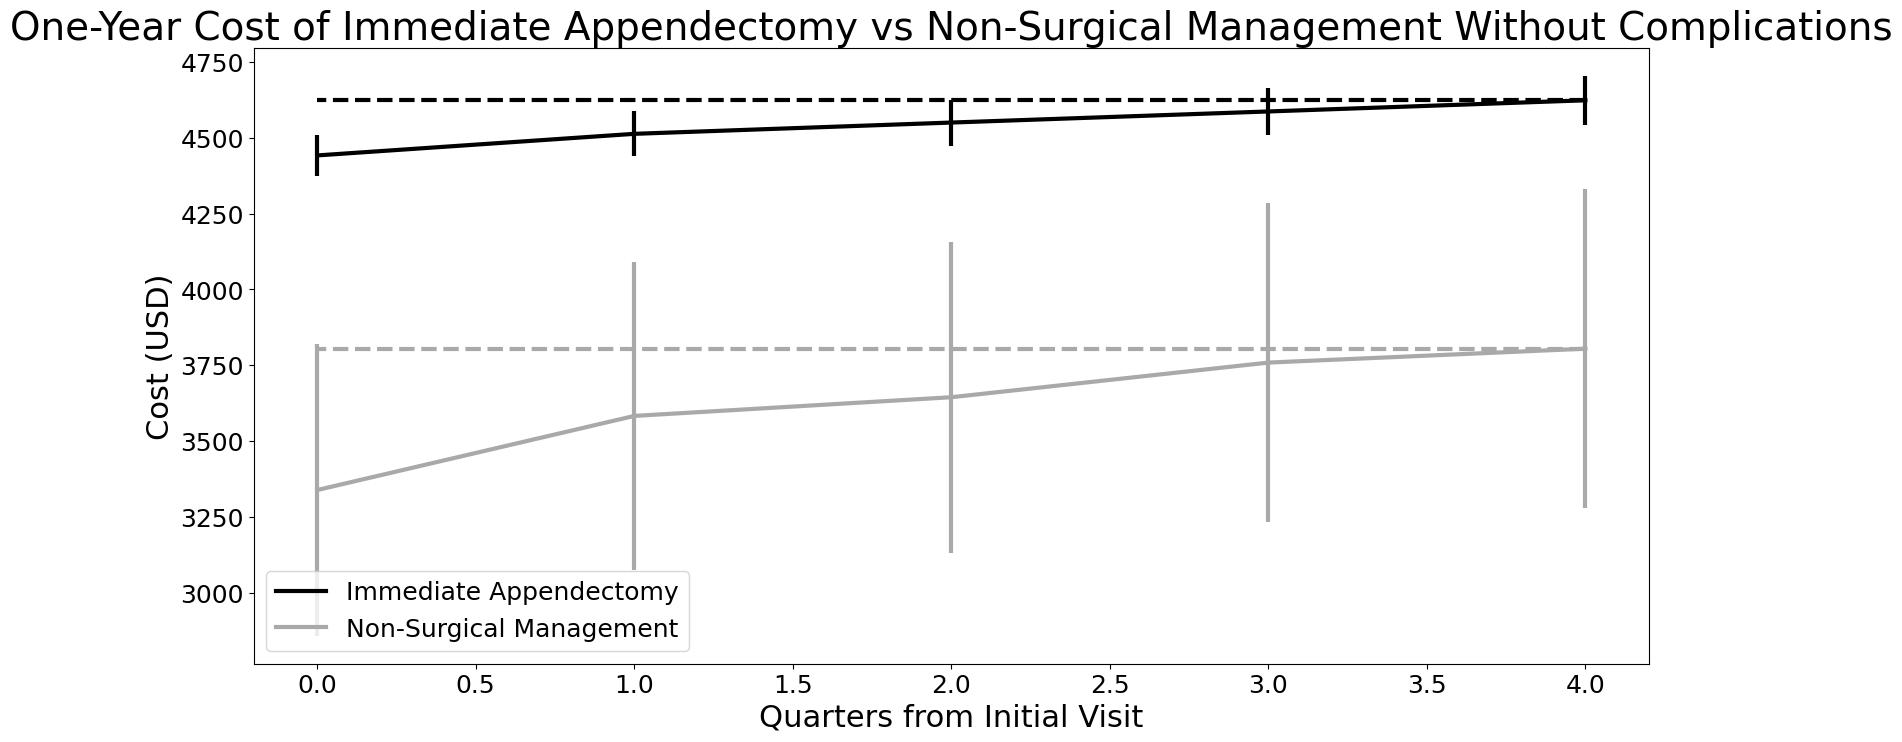 One-Year Cost of Immediate Appendectomy vs Non-Surgical Management Without Complications
4750
4500
4250
4000
3750
3500
3250
3000
Cost (USD)
Immediate Appendectomy
Non-Surgical Management
0.0 0.5 1.0 1.5 2.0 2.5 3.0 3.5 4.0
Quarters from Initial Visit